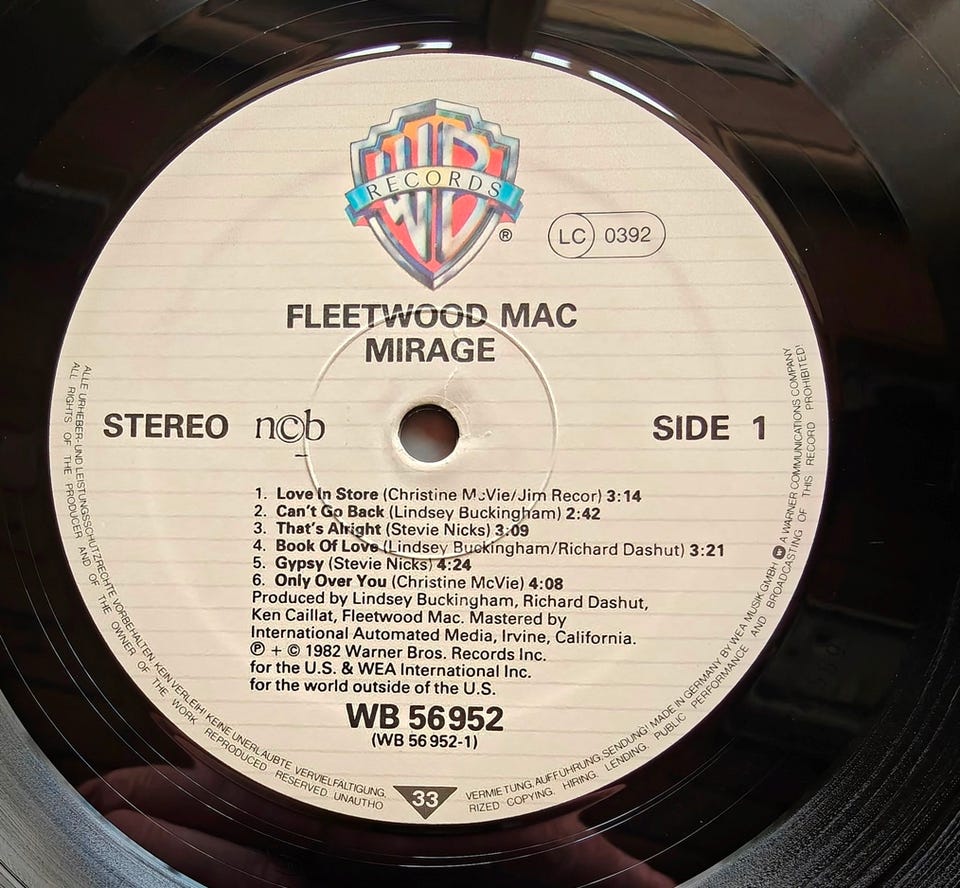 WB
RECORDS
®
LC 0392
FLEETWOOD MAC
MIRAGE
STEREO n©b SIDE 1
1. Love In Store (Christine McVie/Jim Recor) 3:14
2. Can't Go Back (Lindsey Buckingham) 2:42
3. That's Alright (Stevie Nicks) 3:09
4. Book Of Love (Lindsey Buckingham/Richard Dashut) 3:21
5. Gypsy (Stevie Nicks) 4:24
6. Only Over You (Christine McVie) 4:08
Produced by Lindsey Buckingham, Richard Dashut,
Ken Caillat, Fleetwood Mac. Mastered by
International Automated Media, Irvine, California.
℗ + © 1982 Warner Bros. Records Inc.
for the U.S. & WEA International Inc.
for the world outside of the U.S.
WB 56 952
(WB 56 952-1)
33
ALLE URHEBER- UND LEISTUNGSSCHUTZRECHTE VORBEHALTEN. KEIN VERLEIH! KEINE UNERLAUBTE VERVIELFÄLTIGUNG, VERMIETUNG, AUFFÜHRUNG, SENDUNG! MADE IN GERMANY BY WEA MUSIK GMBH A WARNER COMMUNICATIONS COMPANY
ALL RIGHTS OF THE PRODUCER AND OF THE OWNER OF THE WORK REPRODUCED RESERVED. UNAUTHORIZED COPYING, HIRING, LENDING, PUBLIC PERFORMANCE AND BROADCASTING OF THIS RECORD PROHIBITED!